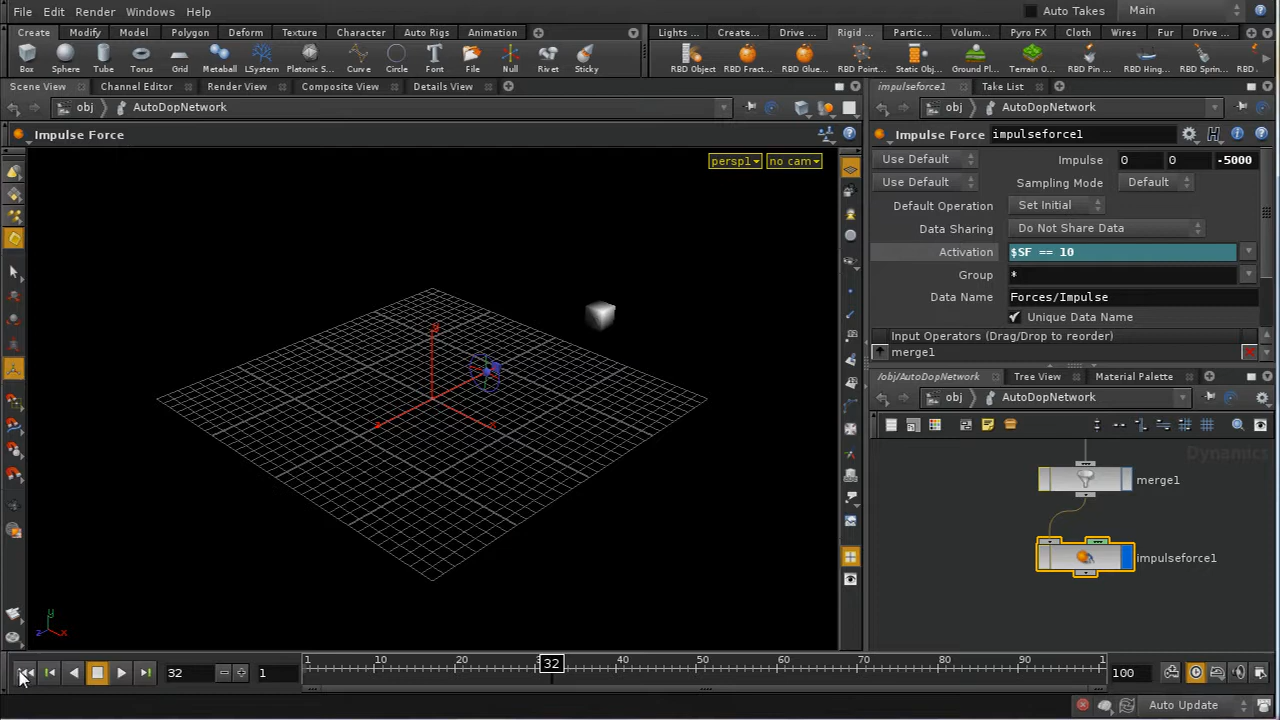 File Edit Render Windows Help Auto Takes Main
Create Modify Model Polygon Deform Texture Character Auto Rigs Animation Lights ... Create... Drive ... Rigid ... Partic... Volum... Pyro FX Cloth Wires Fur Drive ...
Box Sphere Tube Torus Grid Metaball LSystem Platonic S... Curve Circle Font File Null Rivet Sticky RBD Object RBD Fract... RBD Glue... RBD Point... Static Obj... Ground Pl... Terrain O... RBD Pin ... RBD Hing... RBD Sprin...
Scene View Channel Editor Render View Composite View Details View
obj AutoDopNetwork
Impulse Force
persp1 no cam
y
z x
impulseforce1 Take List
obj AutoDopNetwork
Impulse Force impulseforce1
Use Default Impulse 0 0 -5000
Use Default Sampling Mode Default
Default Operation Set Initial
Data Sharing Do Not Share Data
Activation $SF == 10
Group *
Data Name Forces/Impulse
Unique Data Name
Input Operators (Drag/Drop to reorder)
merge1
/obj/AutoDopNetwork Tree View Material Palette
obj AutoDopNetwork
Dynamics
merge1
impulseforce1
32 1 1 10 20 32 40 50 60 70 80 90 1 100
Auto Update